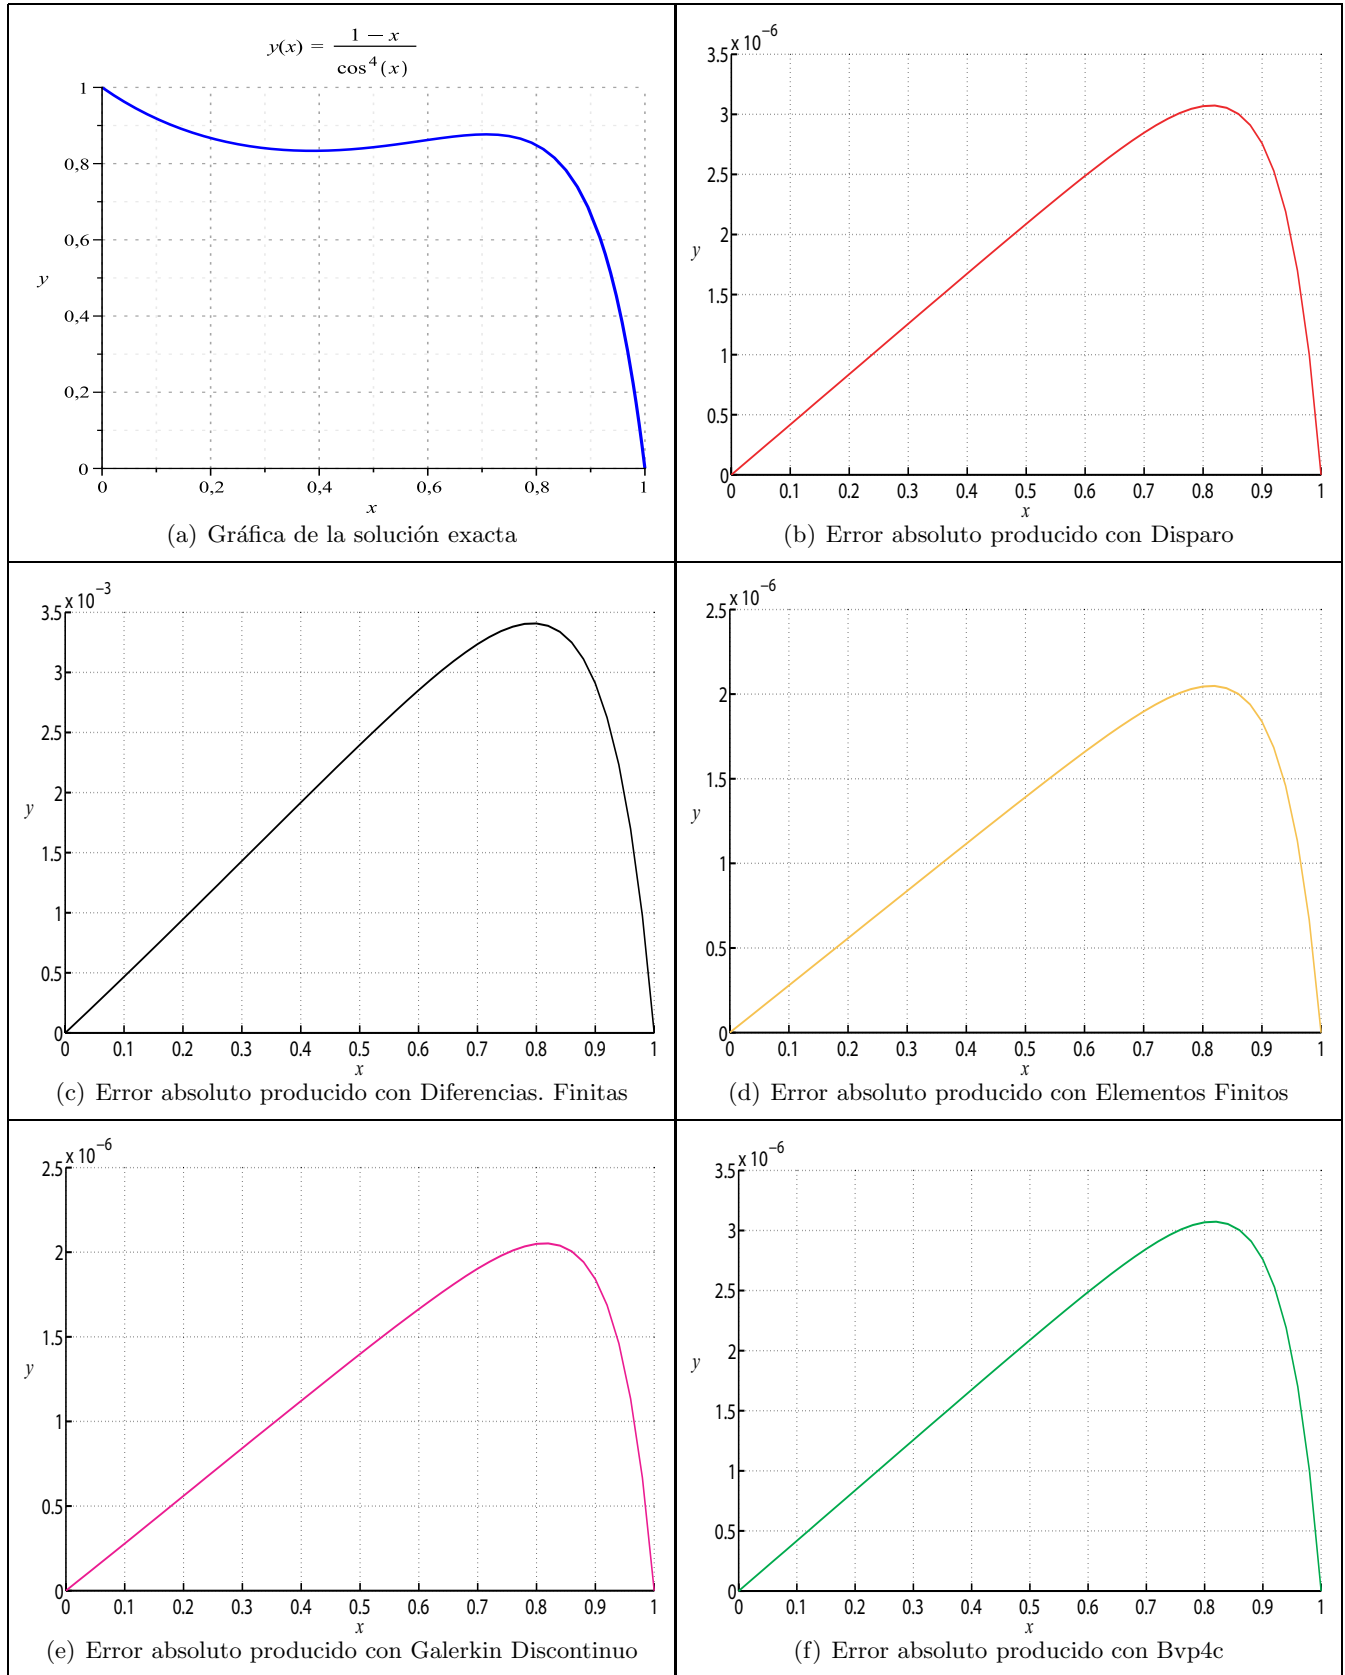 y(x) = (1 − x) / cos⁴(x)
1
0,8
0,6
y
0,4
0,2
0
0 0,2 0,4 0,6 0,8 1
x
(a) Gráfica de la solución exacta
x 10⁻⁶
3.5
3
2.5
2
y
1.5
1
0.5
0
0 0.1 0.2 0.3 0.4 0.5 0.6 0.7 0.8 0.9 1
x
(b) Error absoluto producido con Disparo
x 10⁻³
3.5
3
2.5
2
y
1.5
1
0.5
0
0 0.1 0.2 0.3 0.4 0.5 0.6 0.7 0.8 0.9 1
x
(c) Error absoluto producido con Diferencias. Finitas
x 10⁻⁶
2.5
2
1.5
y
1
0.5
0
0 0.1 0.2 0.3 0.4 0.5 0.6 0.7 0.8 0.9 1
x
(d) Error absoluto producido con Elementos Finitos
x 10⁻⁶
2.5
2
1.5
y
1
0.5
0
0 0.1 0.2 0.3 0.4 0.5 0.6 0.7 0.8 0.9 1
x
(e) Error absoluto producido con Galerkin Discontinuo
x 10⁻⁶
3.5
3
2.5
2
y
1.5
1
0.5
0
0 0.1 0.2 0.3 0.4 0.5 0.6 0.7 0.8 0.9 1
x
(f) Error absoluto producido con Bvp4c